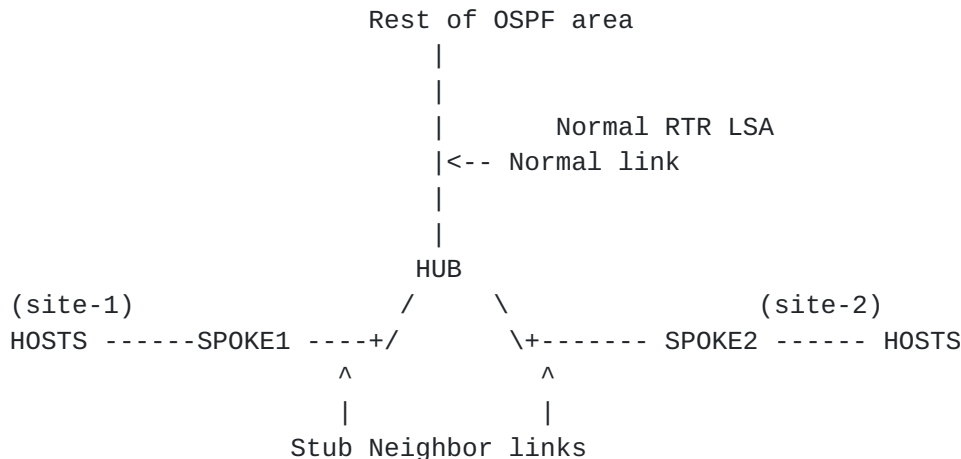 Rest of OSPF area
|
|
| Normal RTR LSA
|<-- Normal link
|
|
HUB
(site-1) / \ (site-2)
HOSTS ------SPOKE1 ----+/ \+------- SPOKE2 ------ HOSTS
^ ^
| |
Stub Neighbor links